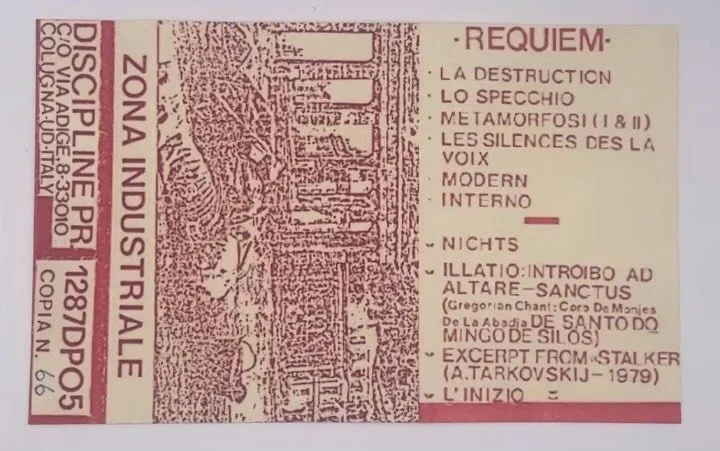 DISCIPLINE PR.
C/O VIA ADIGE, 8-33010
COLUGNA-UD-ITALY
1287DP05
COPIA N. 66
ZONA INDUSTRIALE
·REQUIEM·
· LA DESTRUCTION
· LO SPECCHIO
· METAMORFOSI (I & II)
· LES SILENCES DES LA
VOIX
· MODERN
· INTERNO
- NICHTS
- ILLATIO:INTROIBO AD
ALTARE-SANCTUS
(Gregorian Chant: Coro De Monjes
De La Abadia DE SANTO DO
MINGO DE SILOS)
- EXCERPT FROM «STALKER
(A.TARKOVSKIJ-1979)
- L'INIZIO =